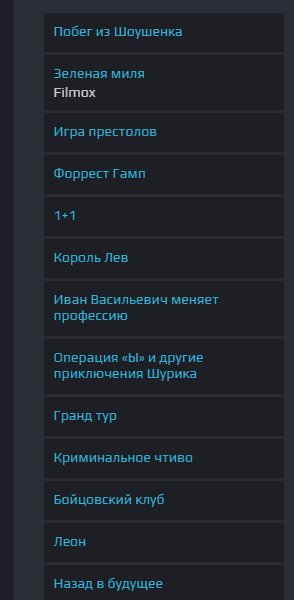 Побег из Шоушенка
Зеленая миля
Filmox
Игра престолов
Форрест Гамп
1+1
Король Лев
Иван Васильевич меняет
профессию
Операция «Ы» и другие
приключения Шурика
Гранд тур
Криминальное чтиво
Бойцовский клуб
Леон
Назад в будущее